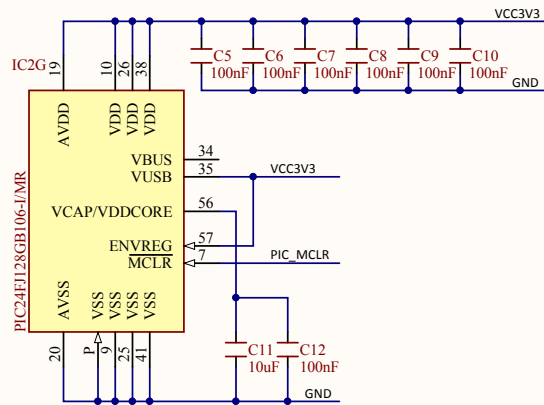 VCC3V3
IC2G
19
10
26
38
C5
100nF
C6
100nF
C7
100nF
C8
100nF
C9
100nF
C10
100nF
GND
AVDD
VDD
VDD
VDD
VBUS
34
VUSB
35
VCC3V3
VCAP/VDDCORE
56
ENVREG
57
MCLR
7
PIC_MCLR
PIC24FJ128GB106-I/MR
AVSS
VSS
VSS
VSS
VSS
20
P
9
25
41
C11
10uF
C12
100nF
GND